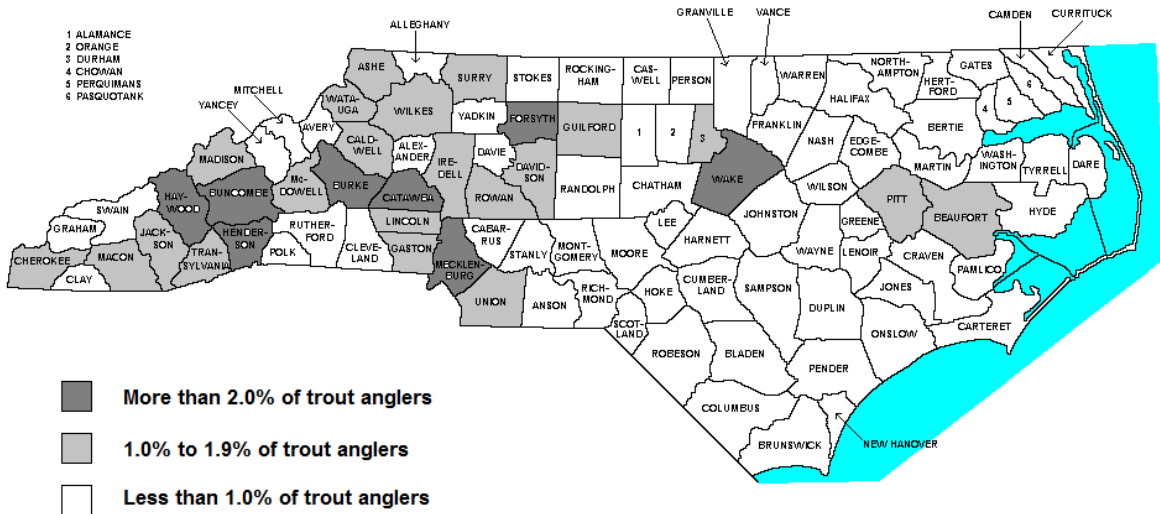 GRANVILLE
VANCE
CAMDEN
CURRITUCK
ALLEGHANY
1 ALAMANCE
2 ORANGE
3 DURHAM
4 CHOWAN
5 PERQUIMANS
6 PASQUOTANK
MITCHELL
YANCEY
ASHE
SURRY
STOKES
ROCKING-
HAM
CAS-
WELL
PERSON
WARREN
NORTH-
AMPTON
GATES
HERT-
FORD
HALIFAX
WATA-
UGA
WILKES
YADKIN
FORSYTH
GUILFORD
1
2
3
FRANKLIN
BERTIE
4
5
6
AVERY
CALD-
WELL
ALEX-
ANDER
IRE-
DELL
DAVIE
DAVID-
SON
NASH
EDGE-
COMBE
MARTIN
WASH-
INGTON
TYRRELL
DARE
MADISON
BUNCOMBE
Mc-
DOWELL
BURKE
CATAWBA
ROWAN
RANDOLPH
CHATHAM
WAKE
WILSON
PITT
BEAUFORT
HYDE
HAY-
WOOD
SWAIN
GRAHAM
JACK-
SON
HENDER-
SON
RUTHER-
FORD
LINCOLN
CABAR-
RUS
LEE
JOHNSTON
GREENE
CHEROKEE
MACON
CLAY
TRAN-
SYLVANIA
POLK
CLEVE-
LAND
GASTON
MECKLEN-
BURG
STANLY
MONT-
GOMERY
MOORE
HARNETT
WAYNE
LENOIR
CRAVEN
PAMLICO
UNION
ANSON
RICH-
MOND
HOKE
CUMBER-
LAND
SAMPSON
DUPLIN
JONES
CARTERET
SCOT-
LAND
ROBESON
BLADEN
PENDER
ONSLOW
COLUMBUS
BRUNSWICK
NEW HANOVER
More than 2.0% of trout anglers
1.0% to 1.9% of trout anglers
Less than 1.0% of trout anglers